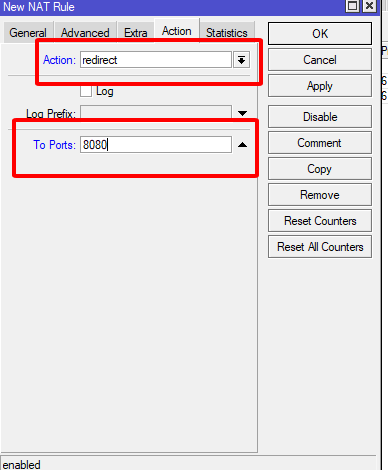 New NAT Rule
General Advanced Extra Action Statistics
Action: redirect
Log
Log Prefix:
To Ports: 8080
OK
Cancel
Apply
Disable
Comment
Copy
Remove
Reset Counters
Reset All Counters
enabled